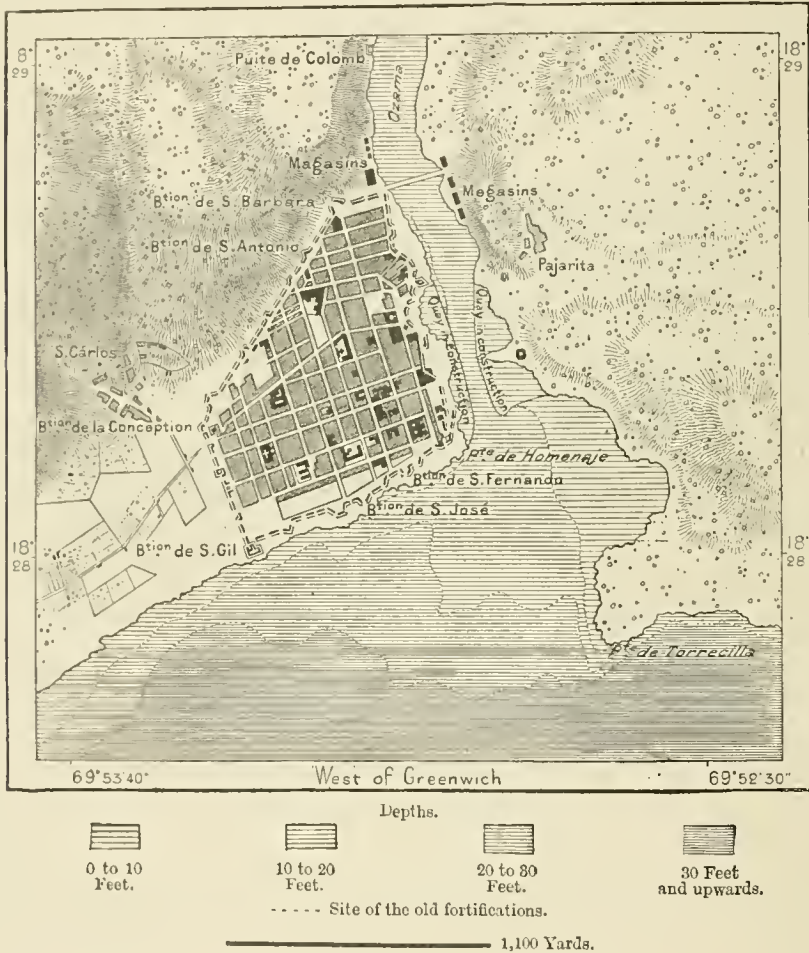 18°
29
18°
29
Puite de Colomb
Ozama
Magasins
Magasins
Btion de S. Barbara
Btion de S. Antonio
Pajarita
Quay in construction
Quay in construction
S. Cárlos
Btion de la Conception
Pte de Homenaje
Btion de S. Fernando
Btion de S. José
Btion de S. Gil
18°
28
18°
28
Pte de Torrecilla
69°53'40"
West of Greenwich
69°52'30"
Depths.
0 to 10
Feet.
10 to 20
Feet.
20 to 30
Feet.
30 Feet
and upwards.
Site of the old fortifications.
1,100 Yards.